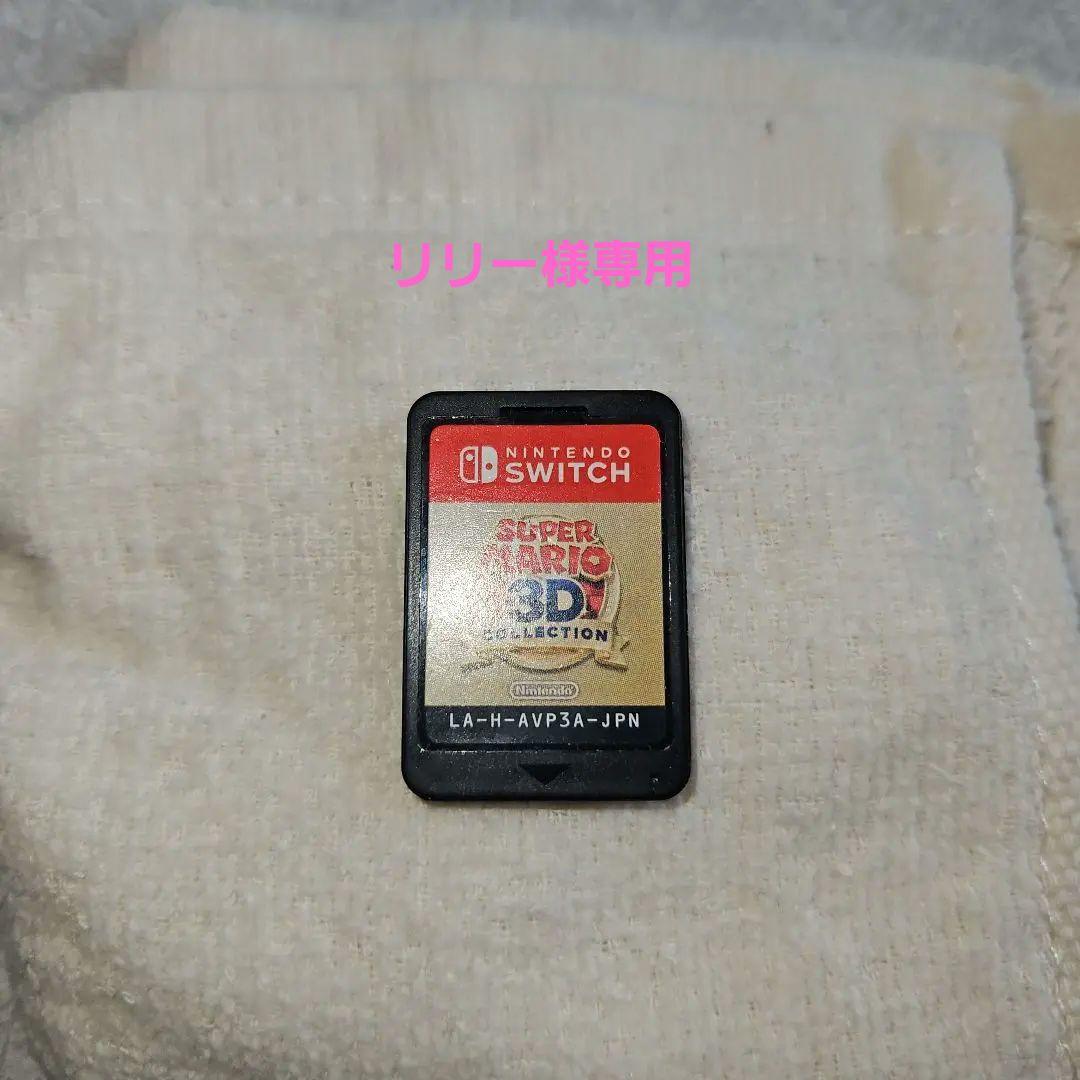 リリー様専用
NINTENDO
SWITCH
SUPER
MARIO
3D
COLLECTION
Nintendo
LA-H-AVP3A-JPN